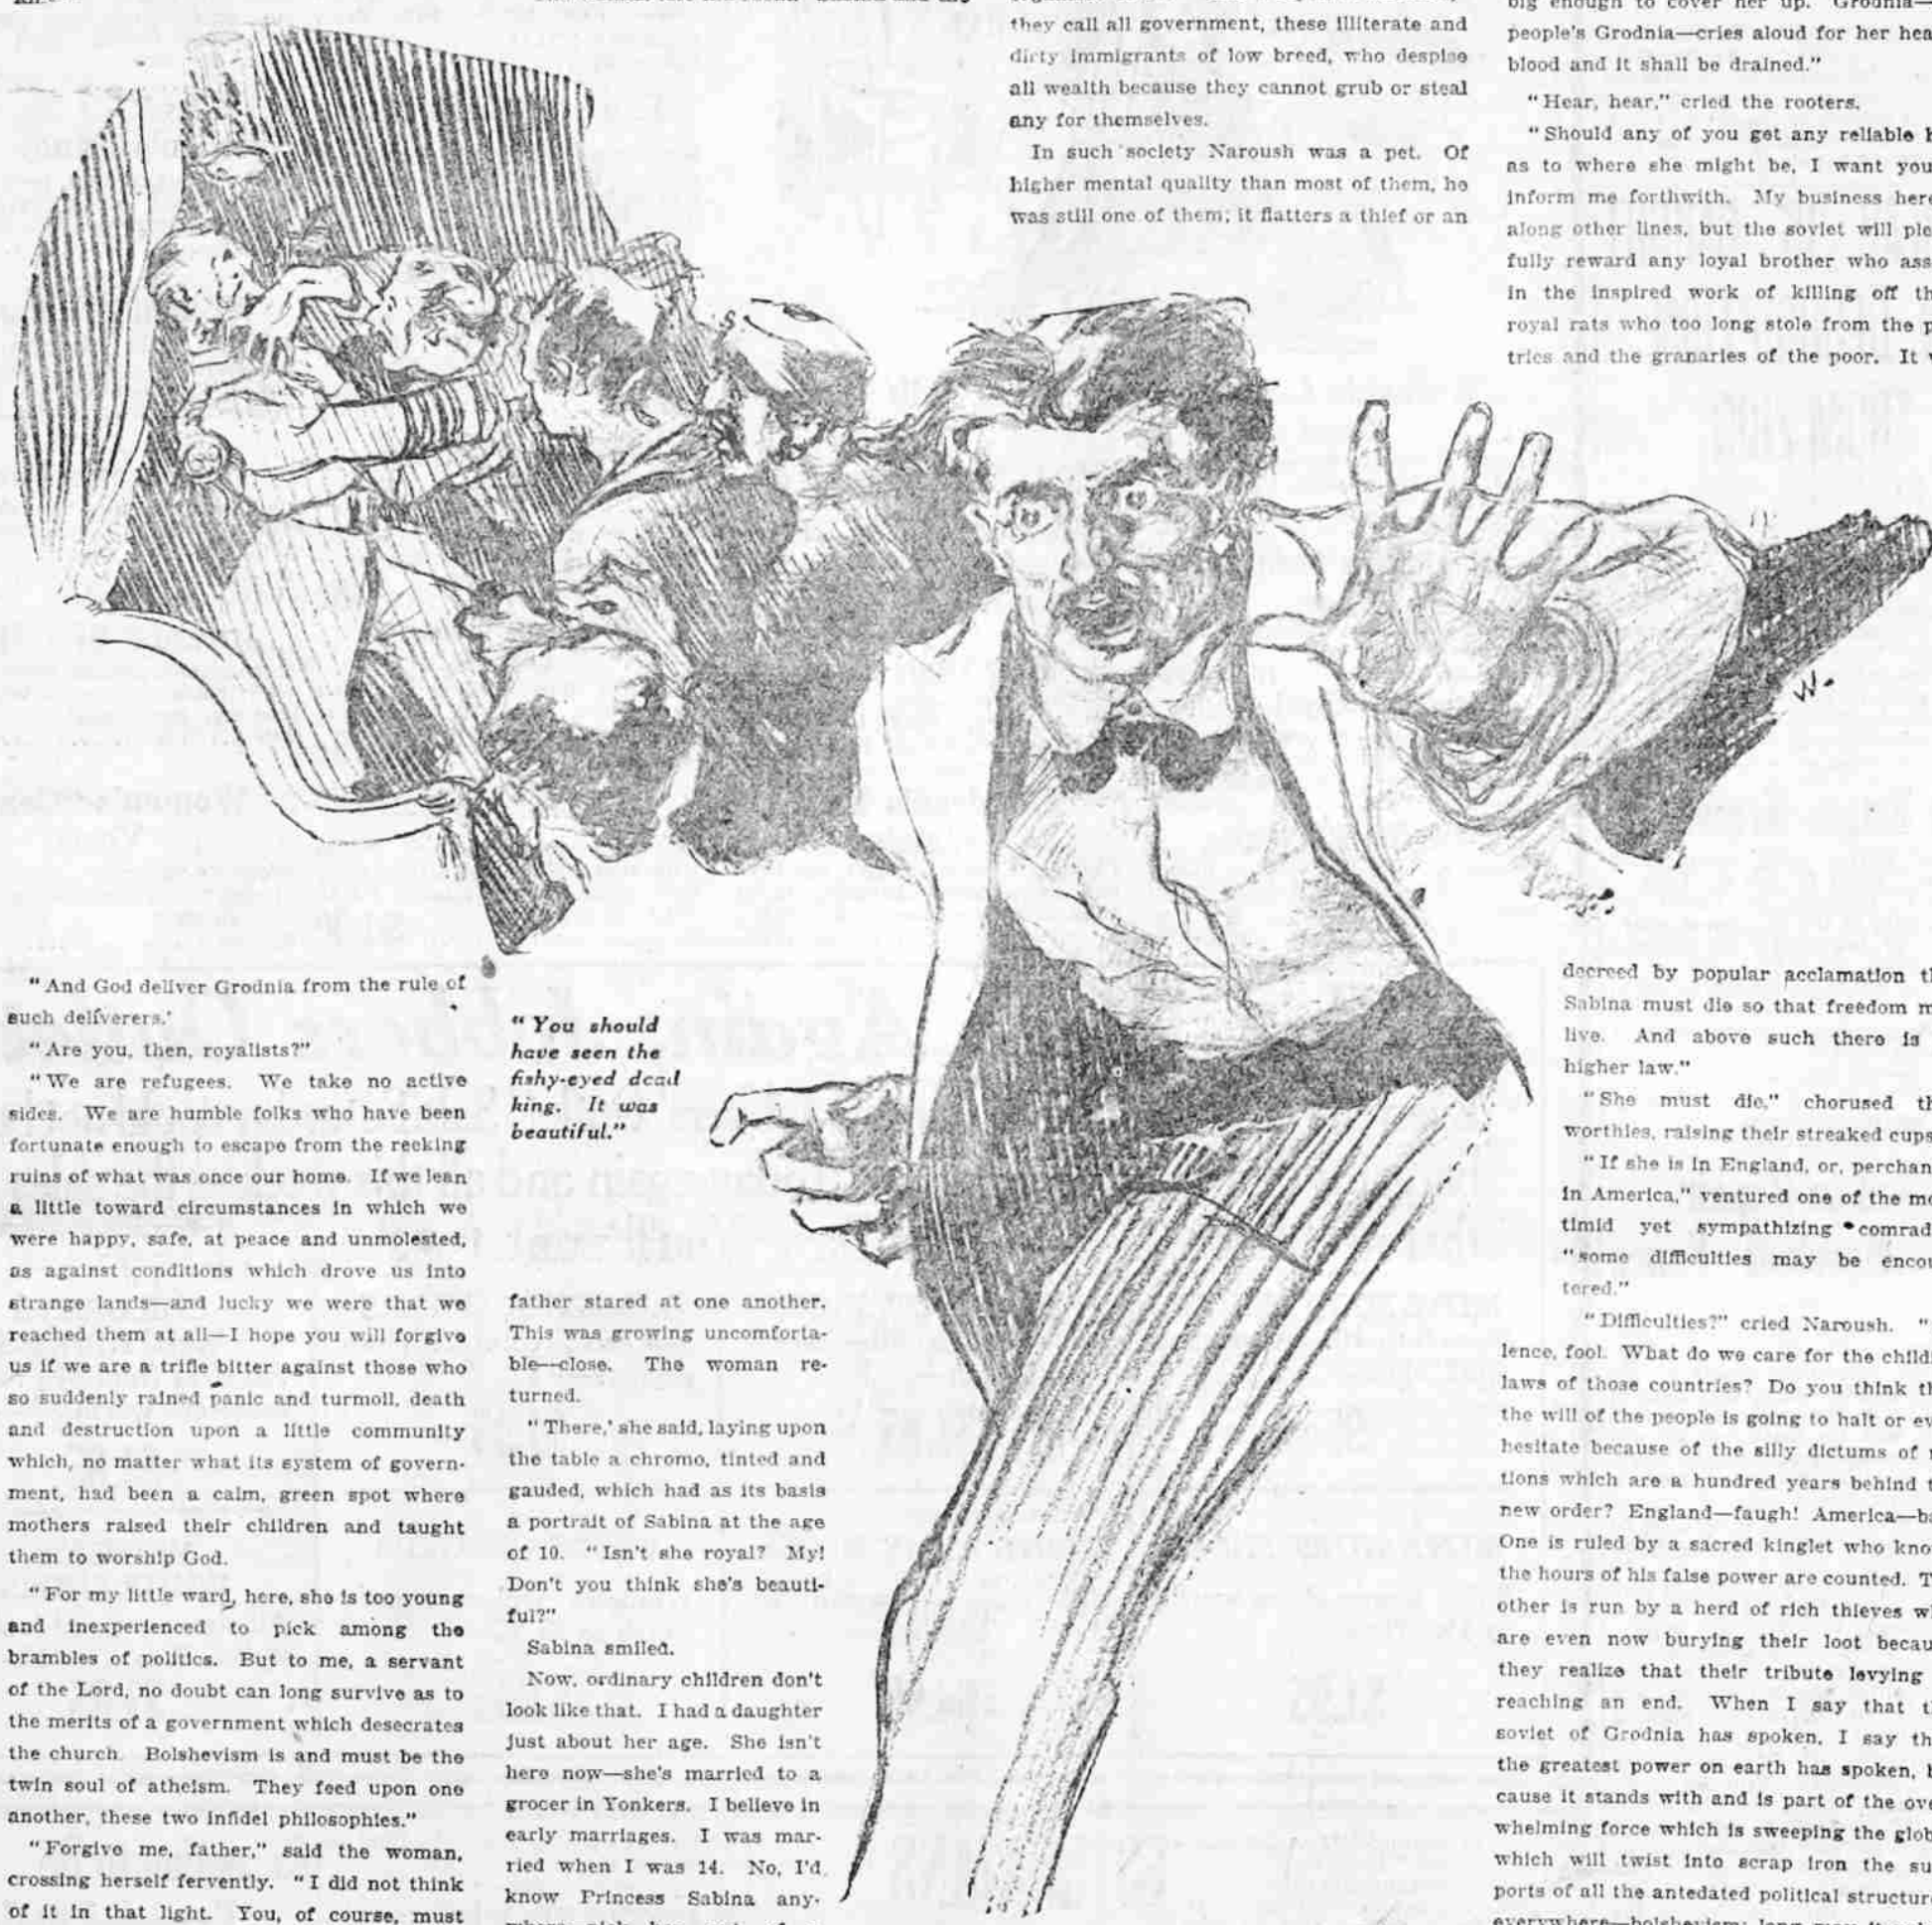 "And God deliver Grodnia from the rule of
such deliverers.'
"Are you, then, royalists?"
"We are refugees. We take no active
sides. We are humble folks who have been
fortunate enough to escape from the reeking
ruins of what was once our home. If we lean
a little toward circumstances in which we
were happy, safe, at peace and unmolested,
as against conditions which drove us into
strange lands—and lucky we were that we
reached them at all—I hope you will forgive
us if we are a trifle bitter against those who
so suddenly rained panic and turmoil, death
and destruction upon a little community
which, no matter what its system of govern-
ment, had been a calm, green spot where
mothers raised their children and taught
them to worship God.
"For my little ward, here, she is too young
and inexperienced to pick among the
brambles of politics. But to me, a servant
of the Lord, no doubt can long survive as to
the merits of a government which desecrates
the church. Bolshevism is and must be the
twin soul of atheism. They feed upon one
another, these two infidel philosophies."
"Forgive me, father," said the woman,
crossing herself fervently. "I did not think
of it in that light. You, of course, must
"You should
have seen the
fishy-eyed dead
king. It was
beautiful."
father stared at one another.
This was growing uncomforta-
ble—close. The woman re-
turned.
"There,' she said, laying upon
the table a chromo, tinted and
gauded, which had as its basis
a portrait of Sabina at the age
of 10. "Isn't she royal? My!
Don't you think she's beauti-
ful?"
Sabina smiled.
Now, ordinary children don't
look like that. I had a daughter
just about her age. She isn't
here now—she's married to a
grocer in Yonkers. I believe in
early marriages. I was mar-
ried when I was 14. No, I'd
know Princess Sabina any-
they call all government, these illiterate and
dirty immigrants of low breed, who despise
all wealth because they cannot grub or steal
any for themselves.
In such society Naroush was a pet. Of
higher mental quality than most of them, he
was still one of them; it flatters a thief or an
big enough to cover her up. Grodnia—
people's Grodnia—cries aloud for her hea
blood and it shall be drained."
"Hear, hear," cried the rooters.
"Should any of you get any reliable
as to where she might be, I want you
inform me forthwith. My business here
along other lines, but the soviet will ple
fully reward any loyal brother who ass
in the inspired work of killing off th
royal rats who too long stole from the p
tries and the granaries of the poor. It
W.
decreed by popular acclamation th
Sabina must die so that freedom m
live. And above such there is
higher law."
"She must die," chorused th
worthies, raising their streaked cups
"If she is in England, or, perchan
in America," ventured one of the mo
timid yet sympathizing comrad
"some difficulties may be encou
tered."
"Difficulties?" cried Naroush. "
lence, fool. What do we care for the childi
laws of those countries? Do you think th
the will of the people is going to halt or ev
hesitate because of the silly dictums of n
tions which are a hundred years behind t
new order? England—faugh! America—ba
One is ruled by a sacred kinglet who kno
the hours of his false power are counted. T
other is run by a herd of rich thieves wh
are even now burying their loot becau
they realize that their tribute levying
reaching an end. When I say that th
soviet of Grodnia has spoken, I say th
the greatest power on earth has spoken, b
cause it stands with and is part of the ove
whelming force which is sweeping the glob
which will twist into scrap iron the su
ports of all the antedated political structur
everywhere—bolshevism;